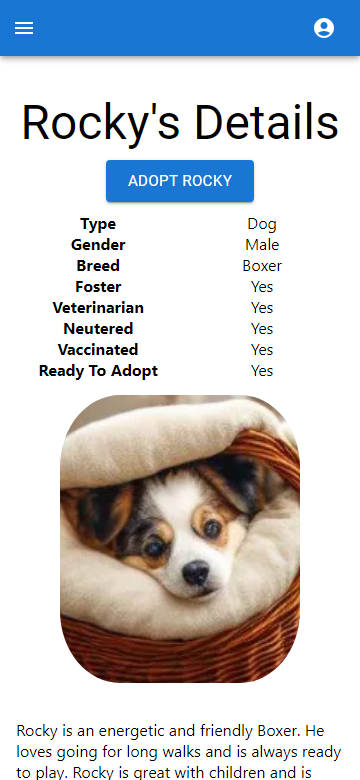 Rocky's Details
ADOPT ROCKY
Type Dog
Gender Male
Breed Boxer
Foster Yes
Veterinarian Yes
Neutered Yes
Vaccinated Yes
Ready To Adopt Yes
Rocky is an energetic and friendly Boxer. He
loves going for long walks and is always ready
to play. Rocky is great with children and is